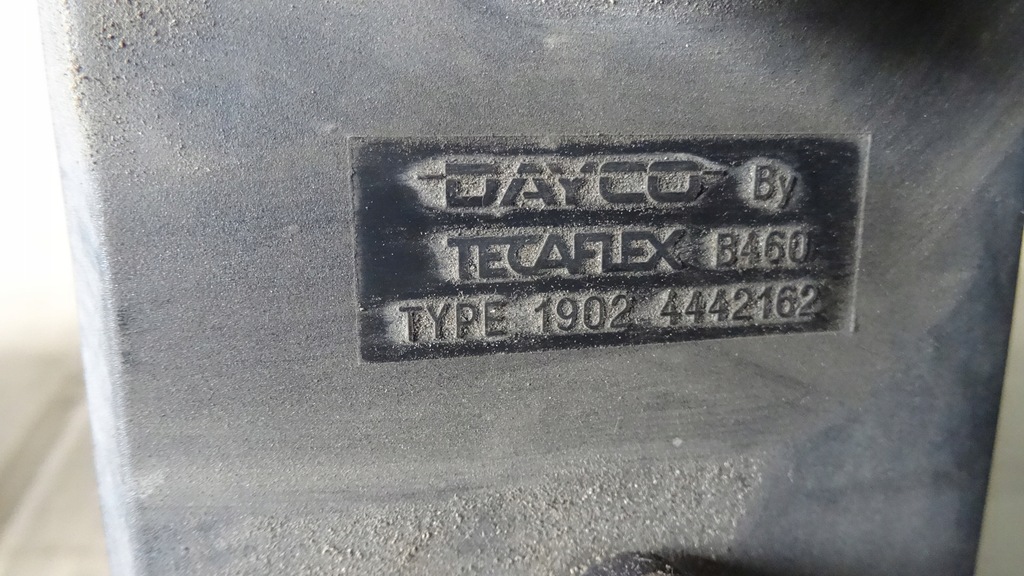 DAYCO By
TECAFLEX B460
TYPE 1902 4442162